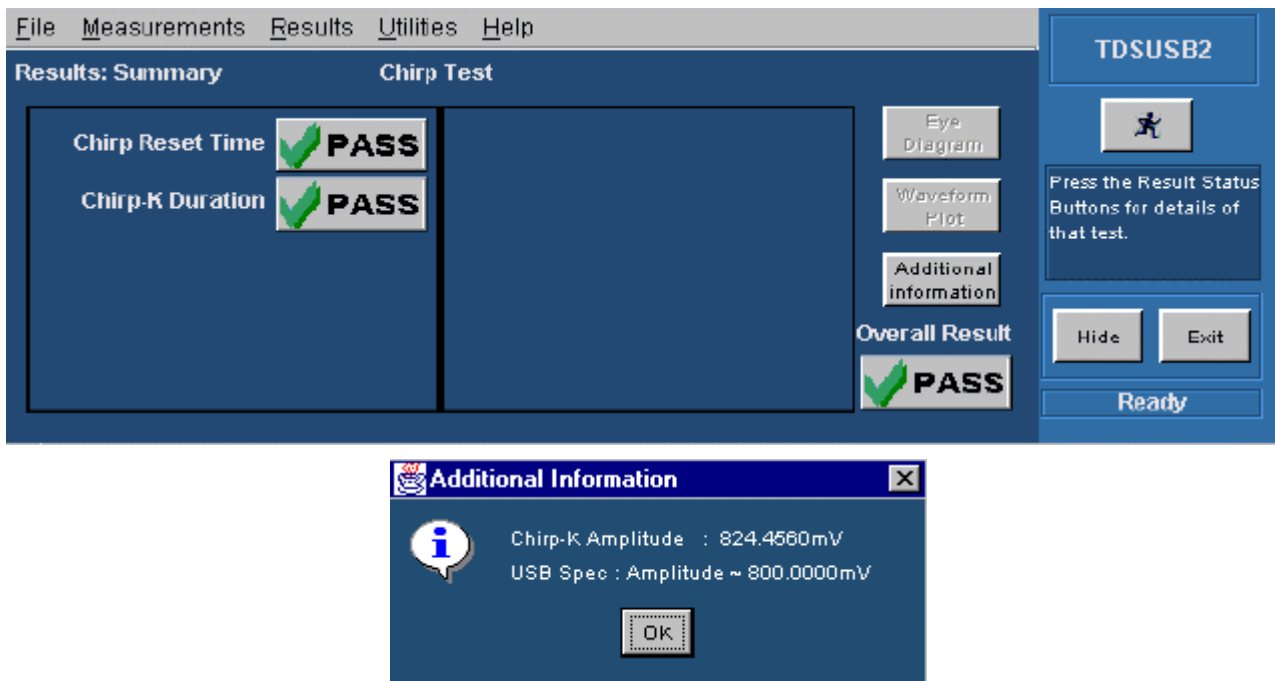 File Measurements Results Utilities Help
TDSUSB2
Results: Summary Chirp Test
Chirp Reset Time PASS
Chirp-K Duration PASS
Eye
Diagram
Waveform
Plot
Additional
information
Overall Result
PASS
Press the Result Status
Buttons for details of
that test.
Hide Exit
Ready
Additional Information
Chirp-K Amplitude : 824.4560mV
USB Spec : Amplitude ~ 800.0000mV
OK